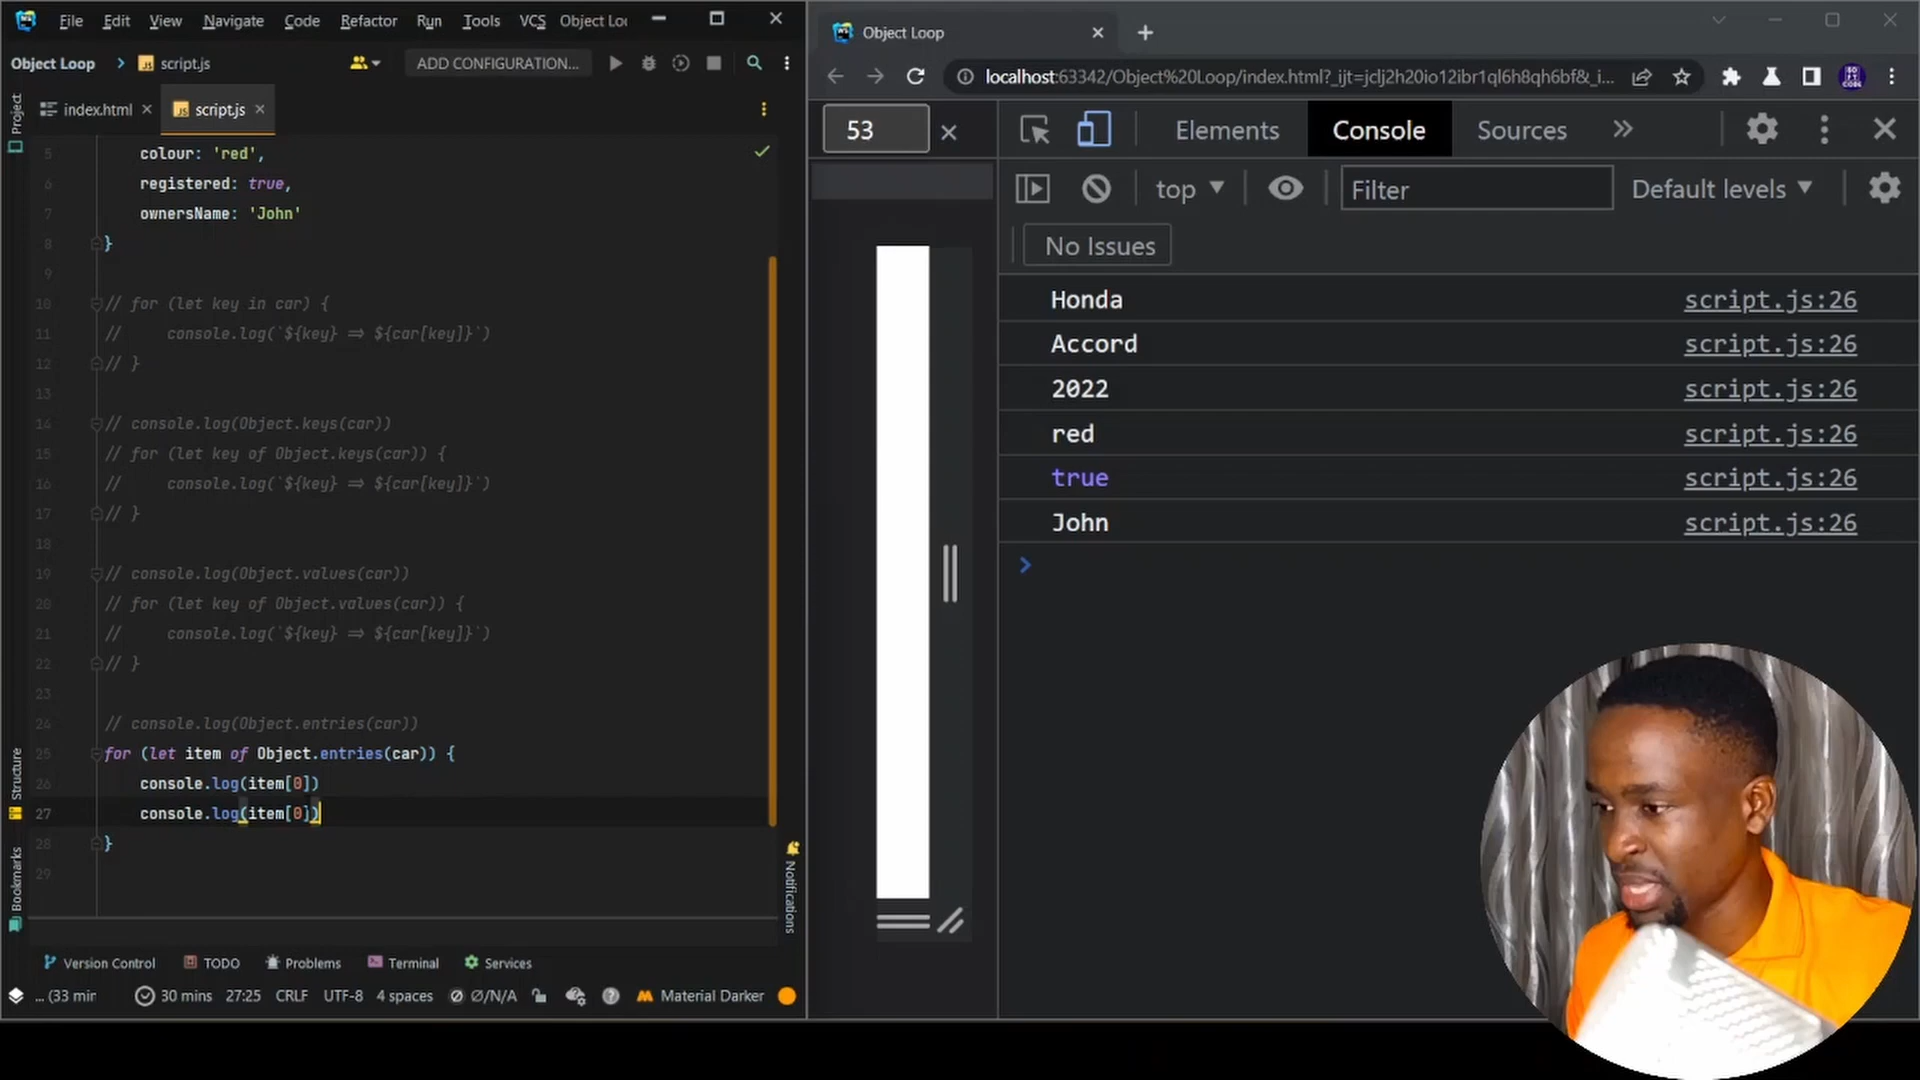 File Edit View Navigate Code Refactor Run Tools VCS Object Loo
Object Loop script.js ADD CONFIGURATION...
Project
index.html script.js
5 colour: 'red',
6 registered: true,
7 ownersName: 'John'
8 }
9
10 // for (let key in car) {
11 // console.log(`${key} => ${car[key]}`)
12 // }
13
14 // console.log(Object.keys(car))
15 // for (let key of Object.keys(car)) {
16 // console.log(`${key} => ${car[key]}`)
17 // }
18
19 // console.log(Object.values(car))
20 // for (let key of Object.values(car)) {
21 // console.log(`${key} => ${car[key]}`)
22 // }
23
24 // console.log(Object.entries(car))
25 for (let item of Object.entries(car)) {
26 console.log(item[0])
27 console.log(item[0])
28 }
29
Structure
Bookmarks
Notifications
Version Control TODO Problems Terminal Services
... (33 min 30 mins 27:25 CRLF UTF-8 4 spaces Ø/N/A Material Darker
Object Loop
localhost:63342/Object%20Loop/index.html?_ijt=jclj2h20io12ibr1ql6h8qh6bf&_i...
53
Elements Console Sources
top Filter Default levels
No Issues
Honda script.js:26
Accord script.js:26
2022 script.js:26
red script.js:26
true script.js:26
John script.js:26